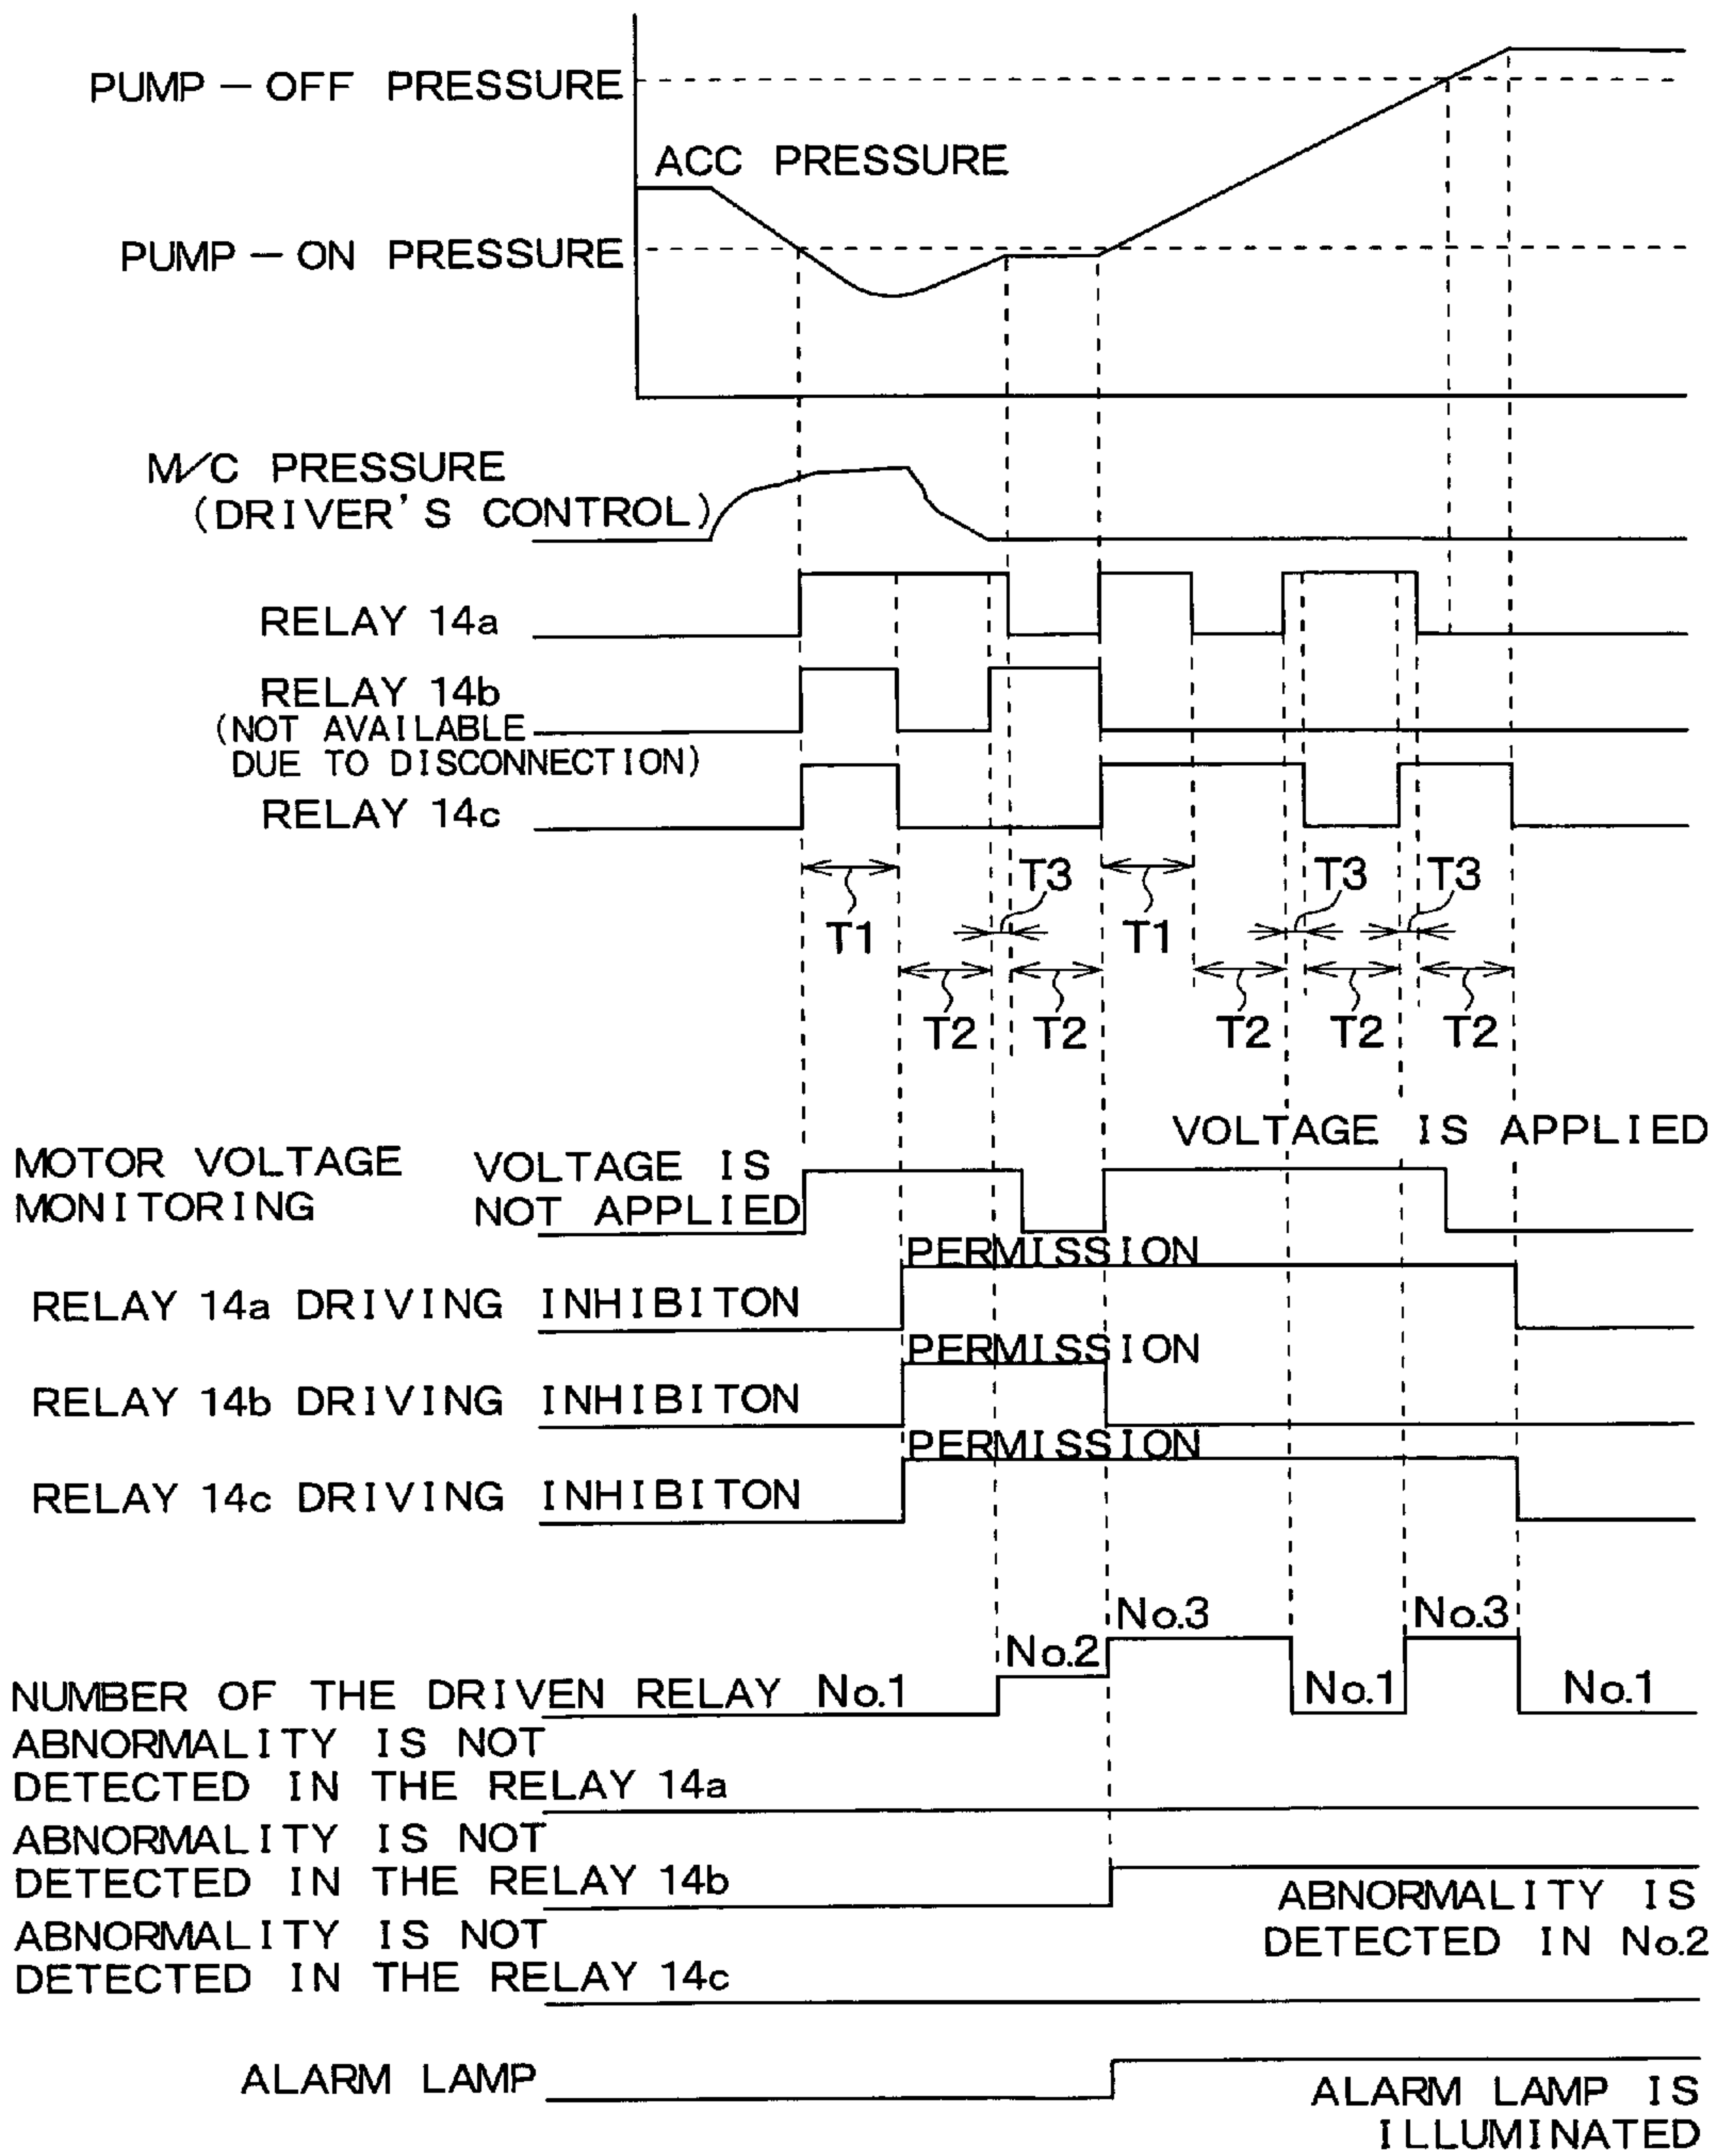 PUMP-OFF PRESSURE
ACC PRESSURE
PUMP-ON PRESSURE
M/C PRESSURE
(DRIVER'S CONTROL)
RELAY 14a
RELAY 14b
(NOT AVAILABLE
DUE TO DISCONNECTION)
RELAY 14c
T3 T3 T3
T1 T1
T2 T2 T2 T2 T2
VOLTAGE IS APPLIED
MOTOR VOLTAGE
MONITORING
VOLTAGE IS
NOT APPLIED
PERMISSION
RELAY 14a DRIVING INHIBITON
PERMISSION
RELAY 14b DRIVING INHIBITON
PERMISSION
RELAY 14c DRIVING INHIBITON
No.3 No.3
No.2
NUMBER OF THE DRIVEN RELAY No.1 No.1 No.1
ABNORMALITY IS NOT
DETECTED IN THE RELAY 14a
ABNORMALITY IS NOT
DETECTED IN THE RELAY 14b
ABNORMALITY IS
DETECTED IN No.2
ABNORMALITY IS NOT
DETECTED IN THE RELAY 14c
ALARM LAMP
ALARM LAMP IS
ILLUMINATED